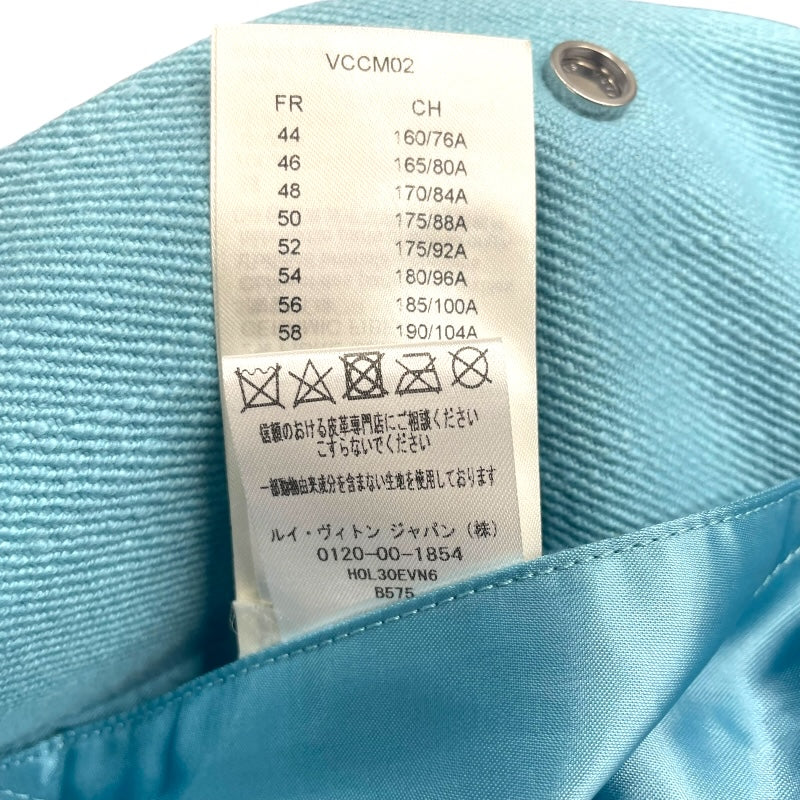 VCCM02
FR CH
44 160/76A
46 165/80A
48 170/84A
50 175/88A
52 175/92A
54 180/96A
56 185/100A
58 190/104A
信頼のおける皮革専門店にご相談ください
こすらないでください
一部動物由来成分を含まない生地を使用しております
ルイ・ヴィトン ジャパン (株)
0120-00-1854
HOL30EVN6
B575